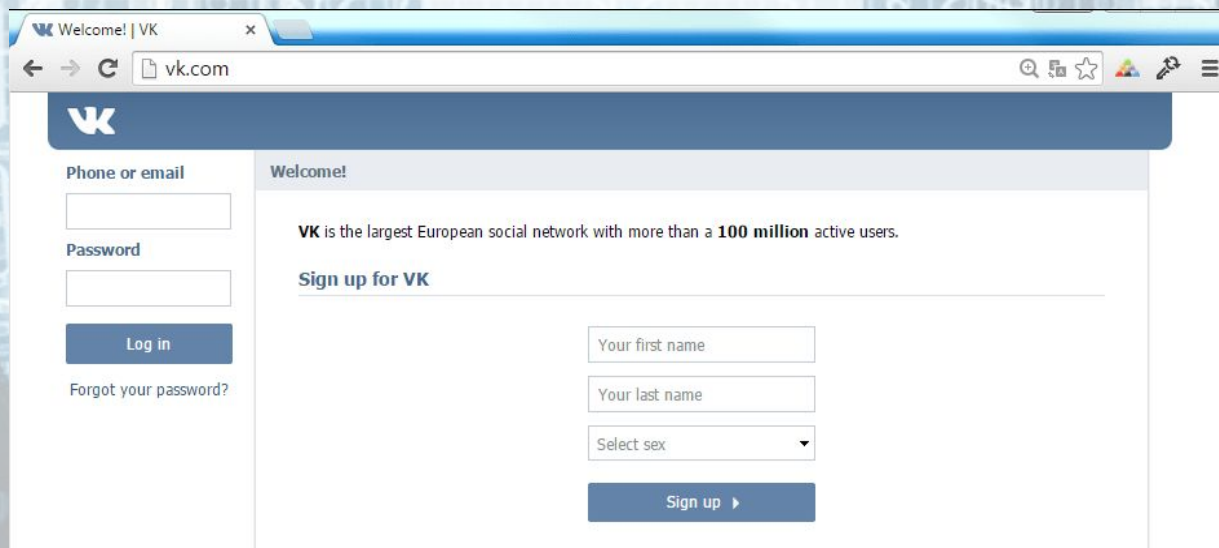 Welcome! | VK
vk.com
VK
Phone or email
Password
Log in
Forgot your password?
Welcome!
VK is the largest European social network with more than a 100 million active users.
Sign up for VK
Your first name
Your last name
Select sex
Sign up